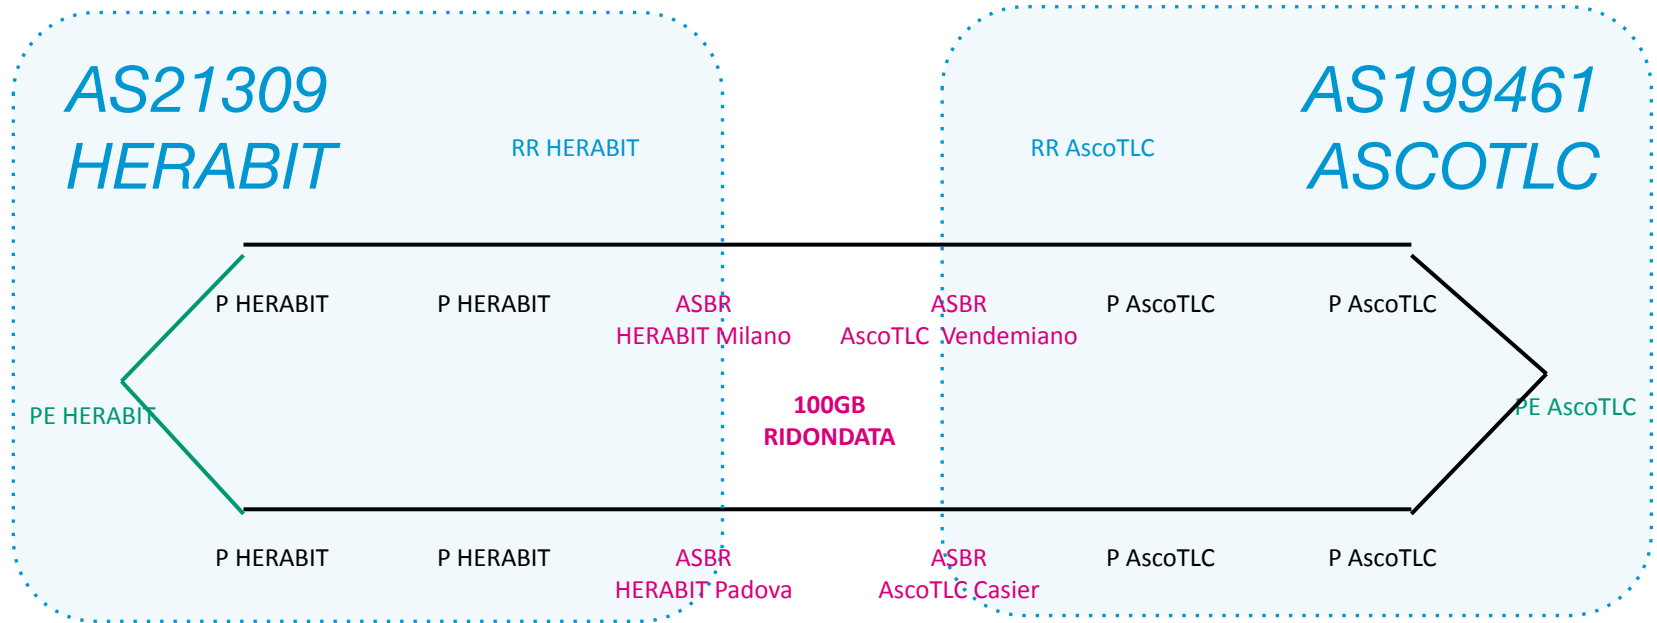 AS21309
HERABIT
AS199461
ASCOTLC
RR HERABIT
RR AscoTLC
P HERABIT
P HERABIT
ASBR
HERABIT Milano
ASBR
AscoTLC Vendemiano
P AscoTLC
P AscoTLC
PE HERABIT
100GB
RIDONDATA
PE AscoTLC
P HERABIT
P HERABIT
ASBR
HERABIT Padova
ASBR
AscoTLC Casier
P AscoTLC
P AscoTLC